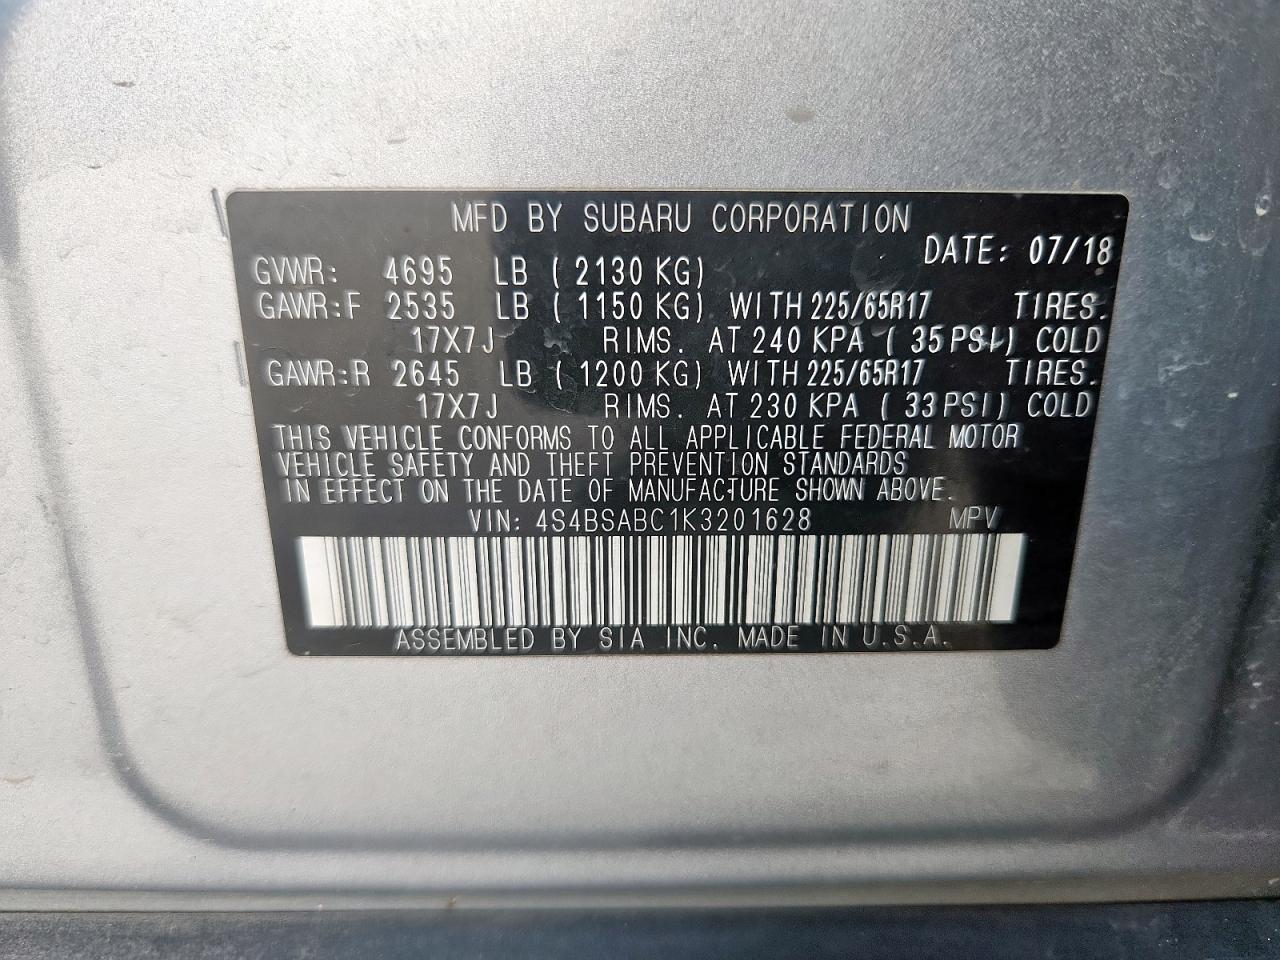 MFD BY SUBARU CORPORATION
DATE: 07/18
GVWR: 4695 LB ( 2130 KG)
GAWR:F 2535 LB ( 1150 KG) WITH 225/65R17 TIRES.
17X7J RIMS. AT 240 KPA ( 35 PSI) COLD
GAWR:R 2645 LB ( 1200 KG) WITH 225/65R17 TIRES.
17X7J RIMS. AT 230 KPA ( 33 PSI) COLD
THIS VEHICLE CONFORMS TO ALL APPLICABLE FEDERAL MOTOR
VEHICLE SAFETY AND THEFT PREVENTION STANDARDS
IN EFFECT ON THE DATE OF MANUFACTURE SHOWN ABOVE.
VIN: 4S4BSABC1K3201628 MPV
ASSEMBLED BY SIA INC. MADE IN U.S.A.